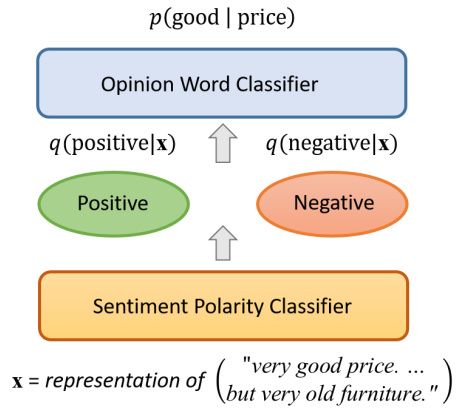 p(good | price)
Opinion Word Classifier
q(positive|x) q(negative|x)
Positive Negative
Sentiment Polarity Classifier
x = representation of ("very good price. ...
but very old furniture.")